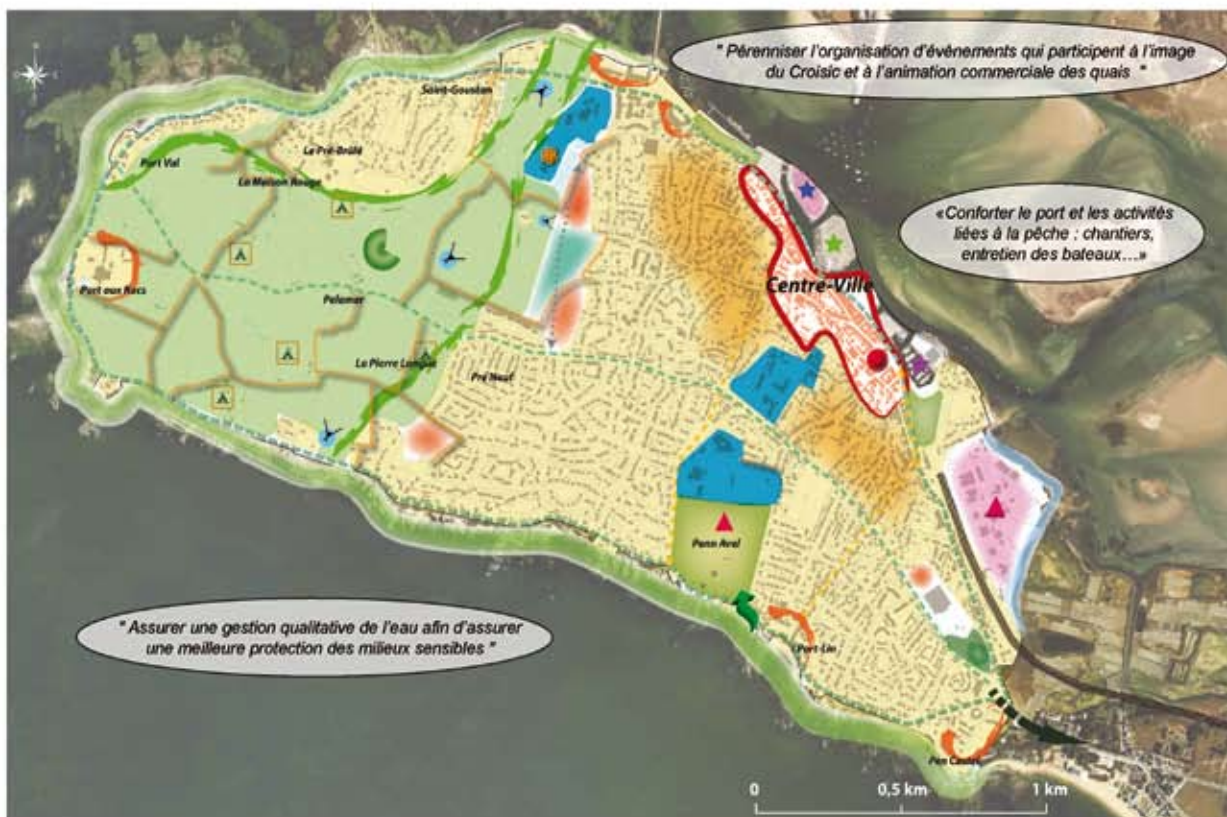 " Pérenniser l'organisation d'évènements qui participent à l'image
du Croisic et à l'animation commerciale des quais "
Saint-Goustan
Le Pré-Brûlé
Port Val
La Maison Rouge
«Conforter le port et les activités
liées à la pêche : chantiers,
entretien des bateaux...»
Centre-Ville
Port aux Rocs
Palamar
La Pierre Longue
Pré Neuf
Penn Avel
" Assurer une gestion qualitative de l'eau afin d'assurer
une meilleure protection des milieux sensibles "
Port-Lin
Pen Castel
0 0,5 km 1 km